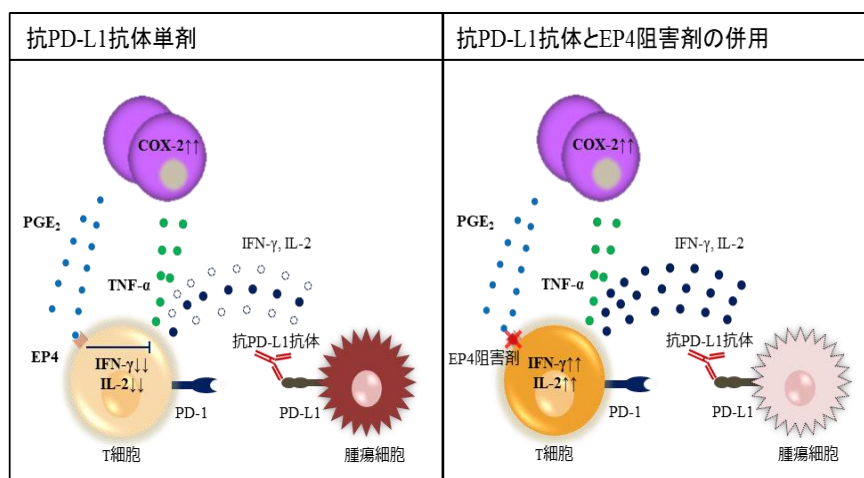 抗PD-L1抗体単剤
COX-2↑↑
PGE₂
IFN-γ, IL-2
TNF-α
抗PD-L1抗体
EP4
IFN-γ↓↓
IL-2↓↓
PD-1
PD-L1
T細胞
腫瘍細胞
抗PD-L1抗体とEP4阻害剤の併用
COX-2↑↑
PGE₂
IFN-γ, IL-2
TNF-α
抗PD-L1抗体
EP4阻害剤
IFN-γ↑↑
IL-2↑↑
PD-1
PD-L1
T細胞
腫瘍細胞